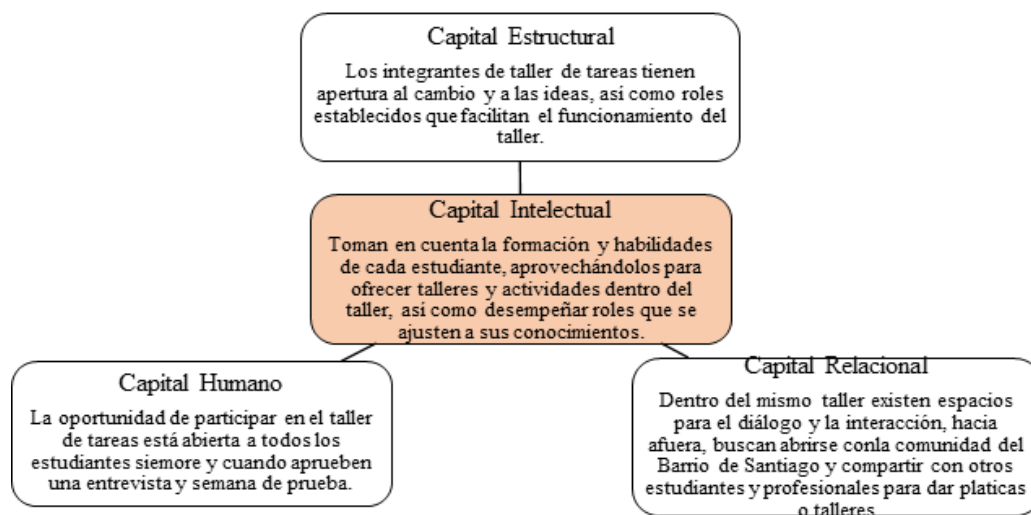 Capital Estructural
Los integrantes de taller de tareas tienen
apertura al cambio y a las ideas, así como roles
establecidos que facilitan el funcionamiento del
taller.
Capital Intelectual
Toman en cuenta la formación y habilidades
de cada estudiante, aprovechándolos para
ofrecer talleres y actividades dentro del
taller, así como desempeñar roles que se
ajusten a sus conocimientos.
Capital Humano
La oportunidad de participar en el taller
de tareas está abierta a todos los
estudiantes siemore y cuando aprueben
una entrevista y semana de prueba.
Capital Relacional
Dentro del mismo taller existen espacios
para el diálogo y la interacción, hacia
afuera, buscan abrirse conla comunidad del
Barrio de Santiago y compartir con otros
estudiantes y profesionales para dar platicas
o talleres